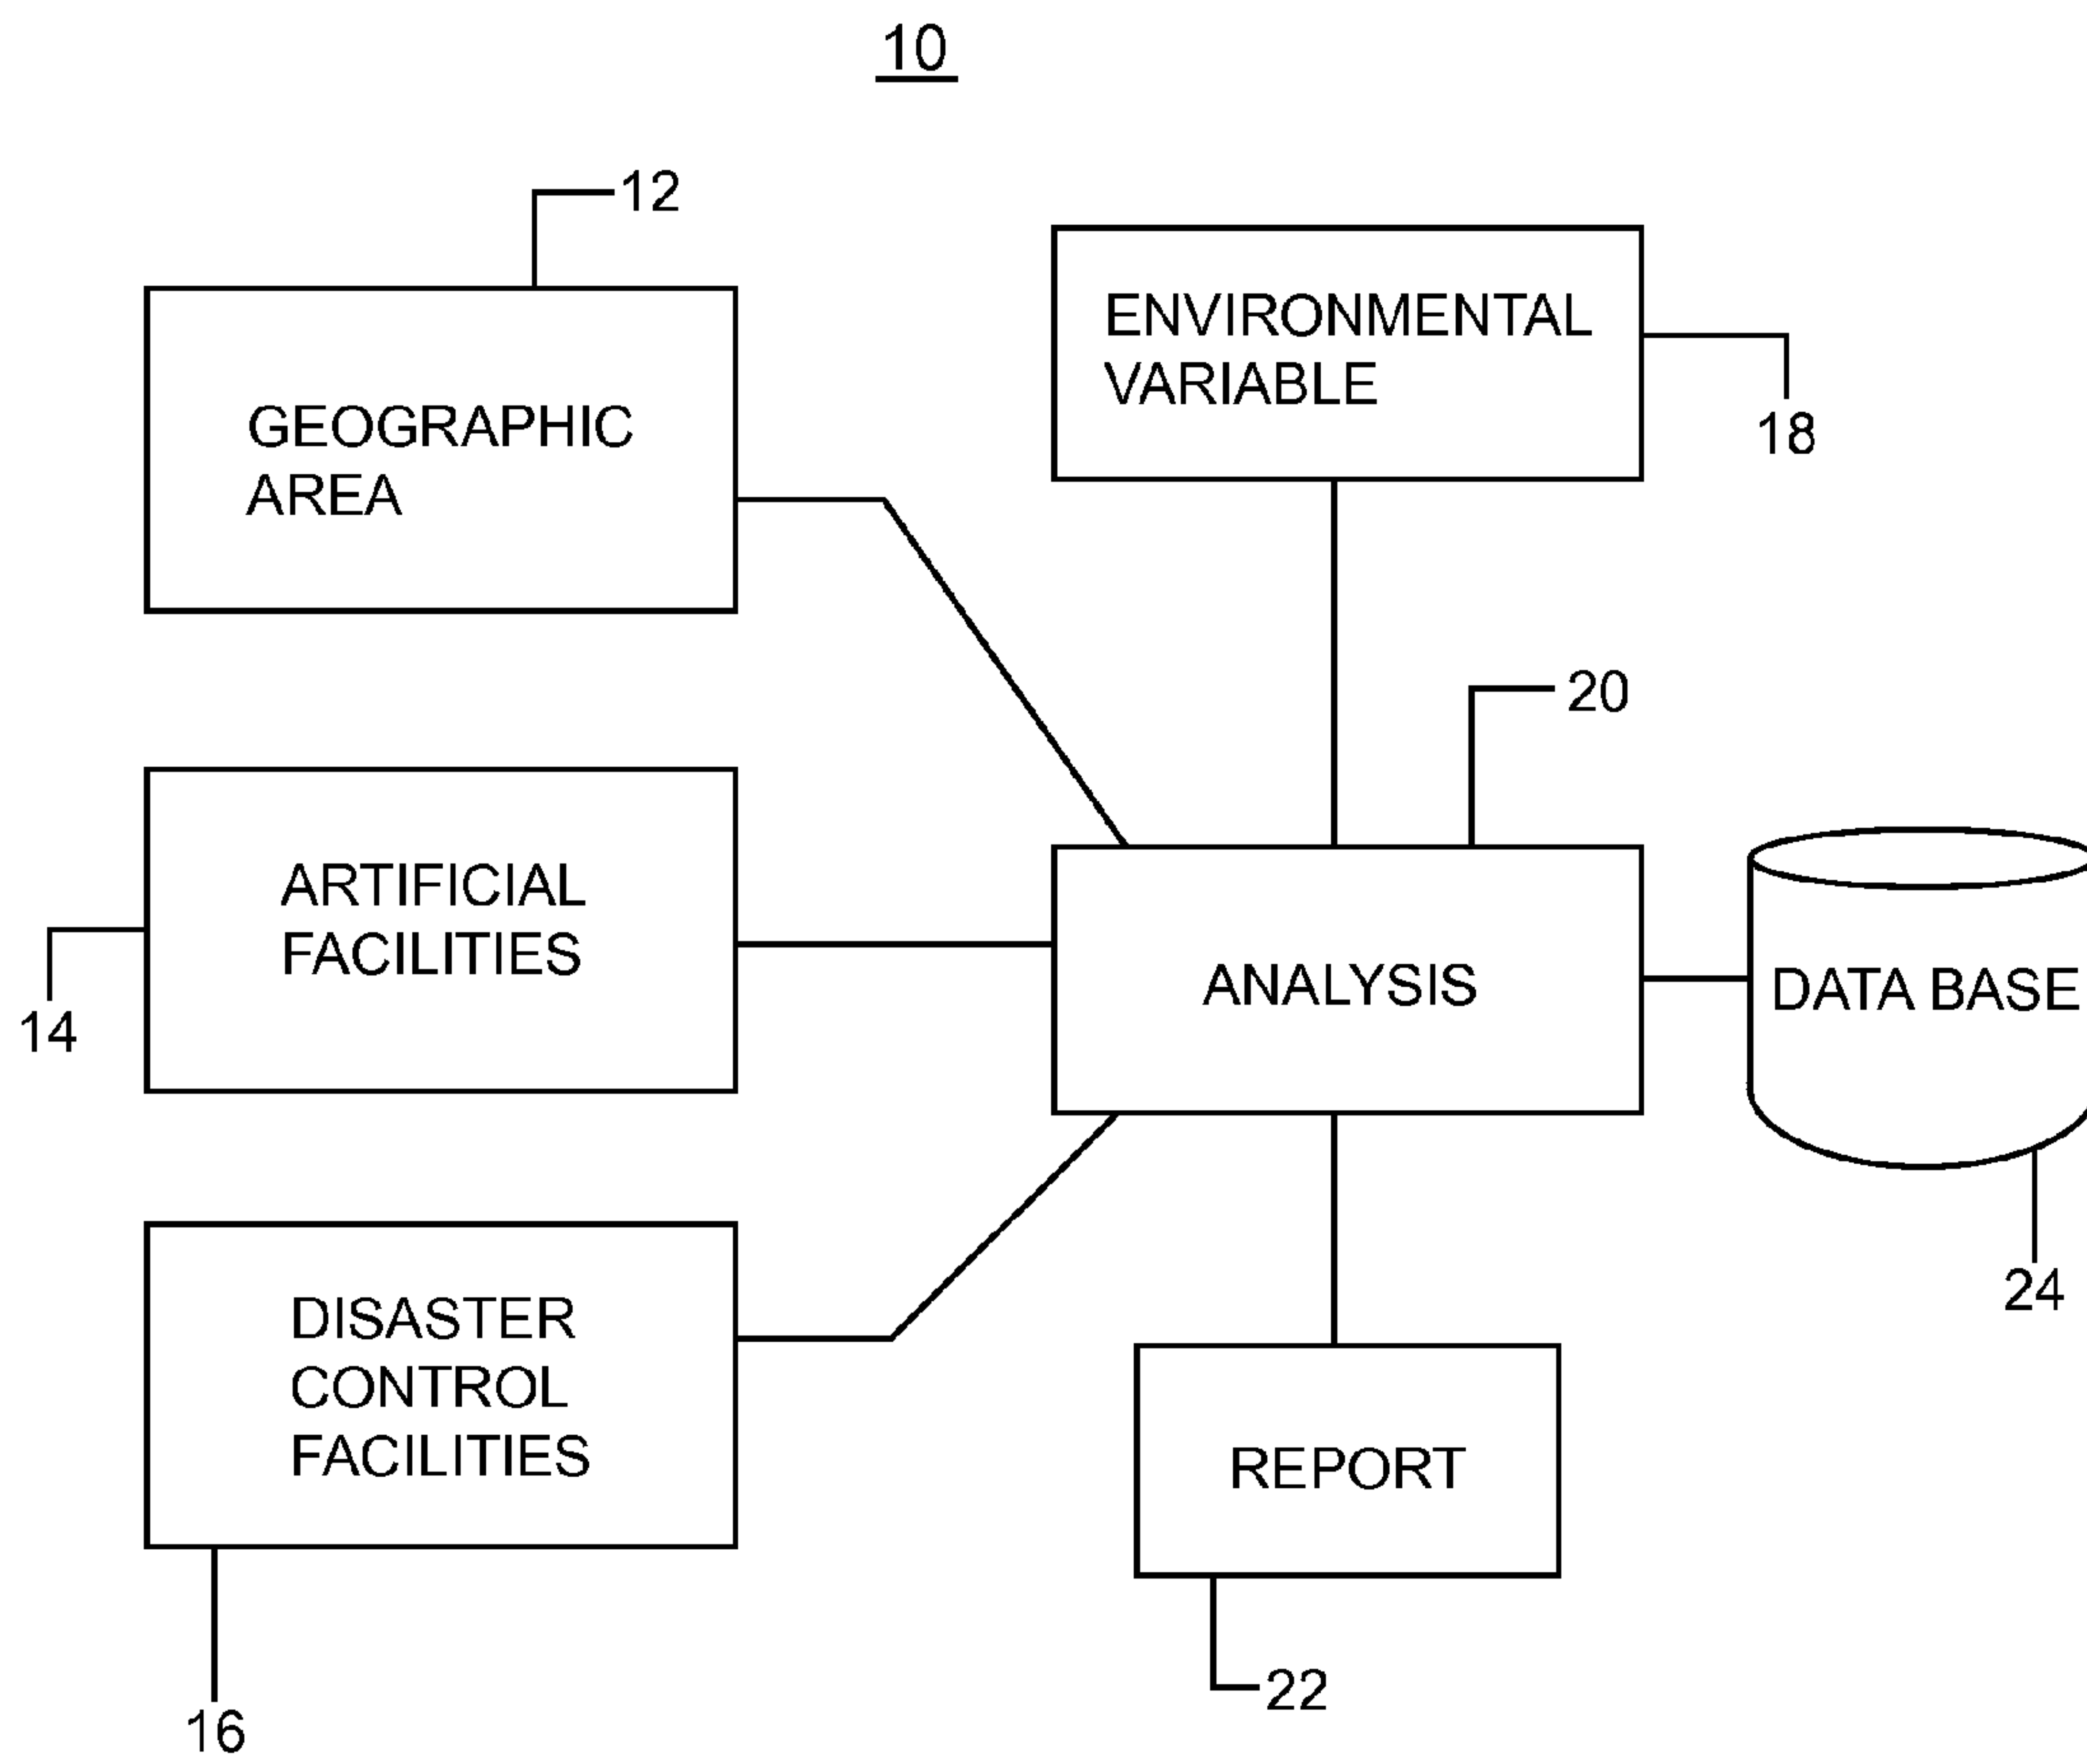 10
12
GEOGRAPHIC
AREA
ENVIRONMENTAL
VARIABLE
18
20
ARTIFICIAL
FACILITIES
14
ANALYSIS
DATA BASE
24
DISASTER
CONTROL
FACILITIES
16
REPORT
22